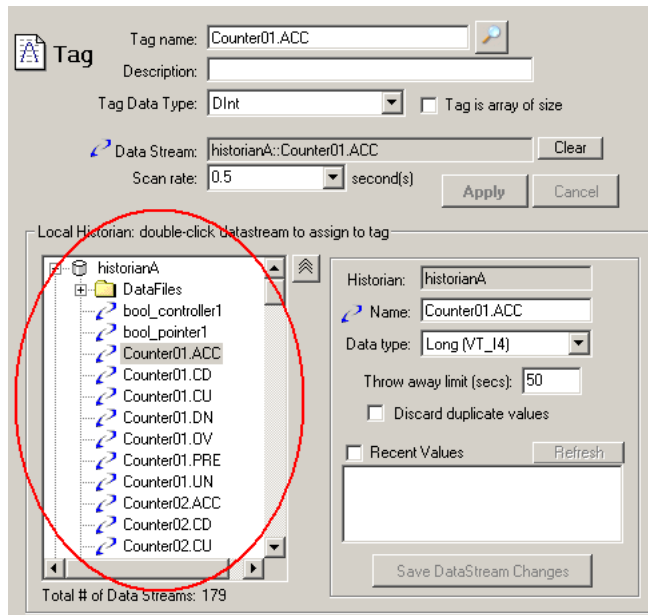 Tag
Tag name: Counter01.ACC
Description:
Tag Data Type: DInt
Tag is array of size
Data Stream: historianA::Counter01.ACC
Clear
Scan rate: 0.5 second(s)
Apply
Cancel
Local Historian: double-click datastream to assign to tag
historianA
DataFiles
bool_controller1
bool_pointer1
Counter01.ACC
Counter01.CD
Counter01.CU
Counter01.DN
Counter01.OV
Counter01.PRE
Counter01.UN
Counter02.ACC
Counter02.CD
Counter02.CU
Total # of Data Streams: 179
Historian: historianA
Name: Counter01.ACC
Data type: Long (VT_I4)
Throw away limit (secs): 50
Discard duplicate values
Recent Values
Refresh
Save DataStream Changes